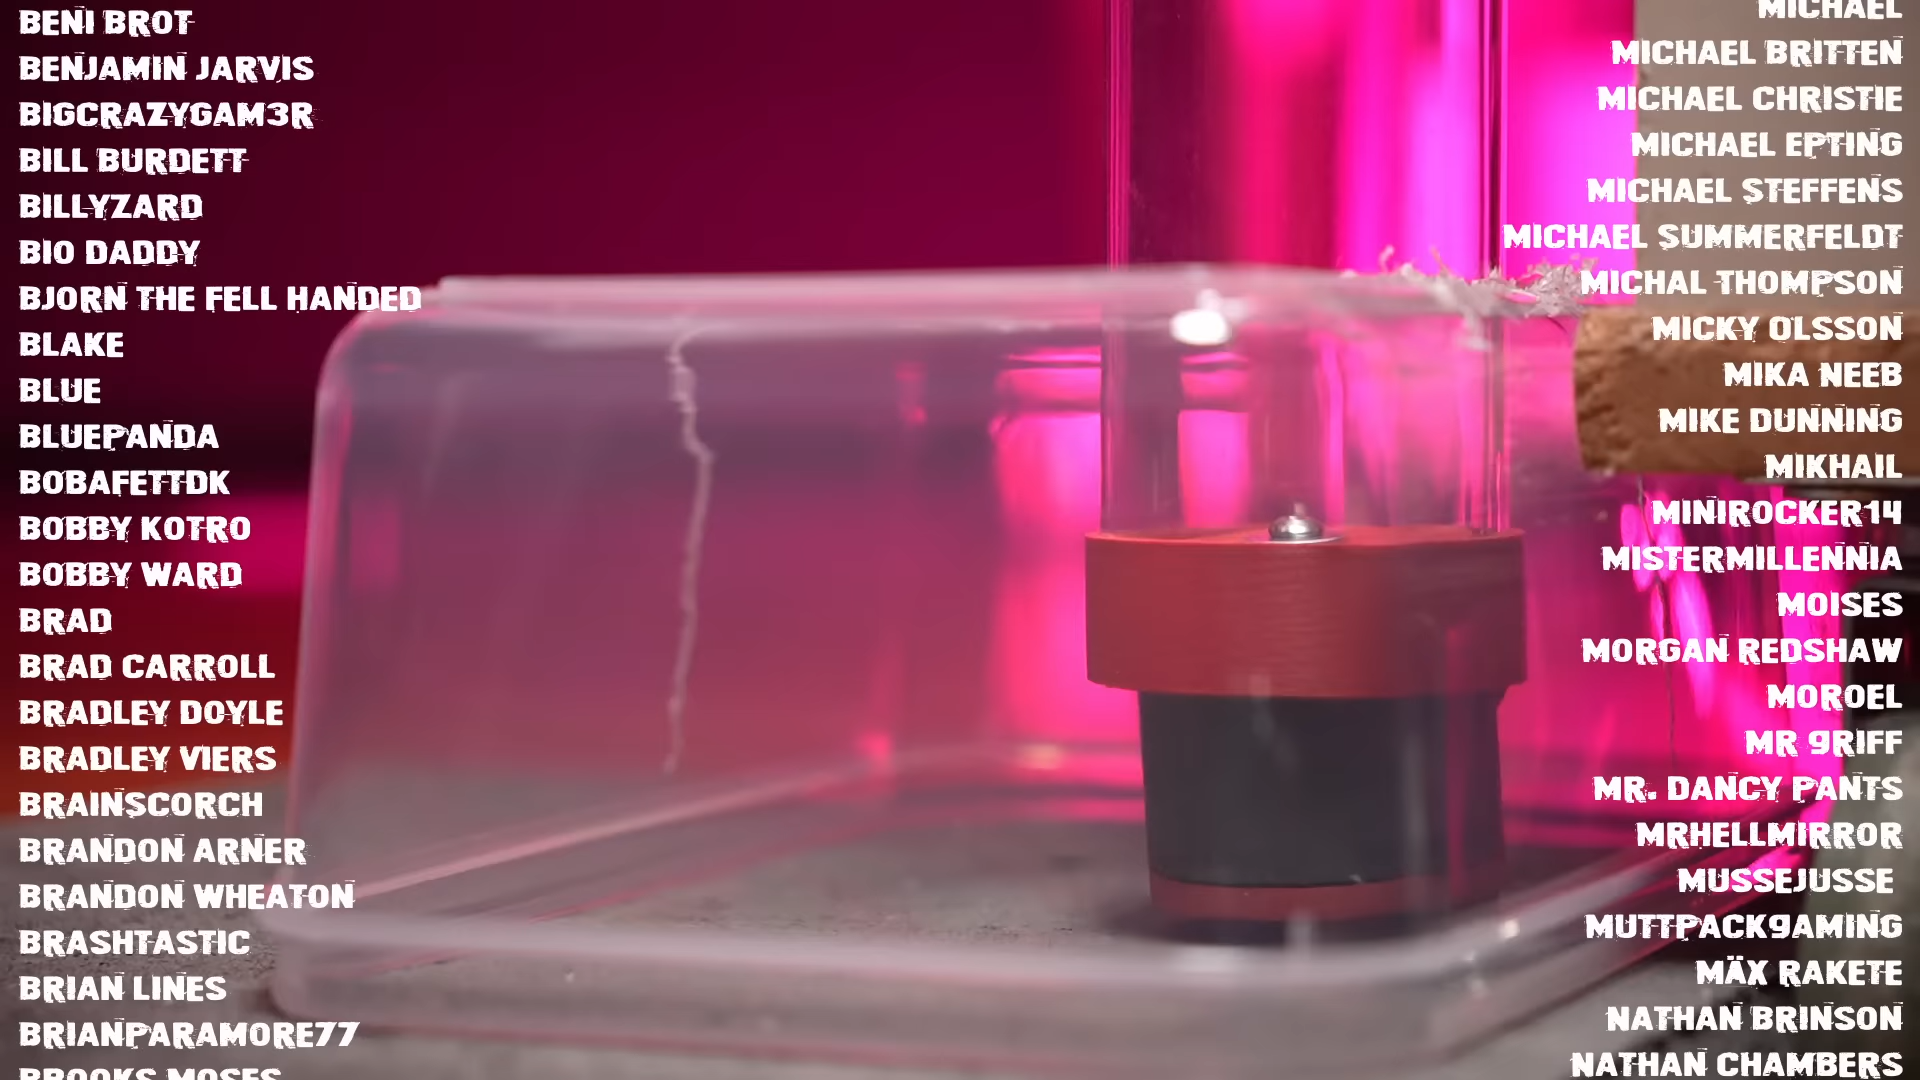 BENI BROT
BENJAMIN JARVIS
BIGCRAZYGAM3R
BILL BURDETT
BILLYZARD
BIO DADDY
BJORN THE FELL HANDED
BLAKE
BLUE
BLUEPANDA
BOBAFETTDK
BOBBY KOTRO
BOBBY WARD
BRAD
BRAD CARROLL
BRADLEY DOYLE
BRADLEY VIERS
BRAINSCORCH
BRANDON ARNER
BRANDON WHEATON
BRASHTASTIC
BRIAN LINES
BRIANPARAMORE77
BROOKS MOSES
MICHAEL
MICHAEL BRITTEN
MICHAEL CHRISTIE
MICHAEL EPTING
MICHAEL STEFFENS
MICHAEL SUMMERFELDT
MICHAL THOMPSON
MICKY OLSSON
MIKA NEEB
MIKE DUNNING
MIKHAIL
MINIROCKER14
MISTERMILLENNIA
MOISES
MORGAN REDSHAW
MOROEL
MR GRIFF
MR. DANCY PANTS
MRHELLMIRROR
MUSSEJUSSE
MUTTPACKGAMING
MÄX RAKETE
NATHAN BRINSON
NATHAN CHAMBERS